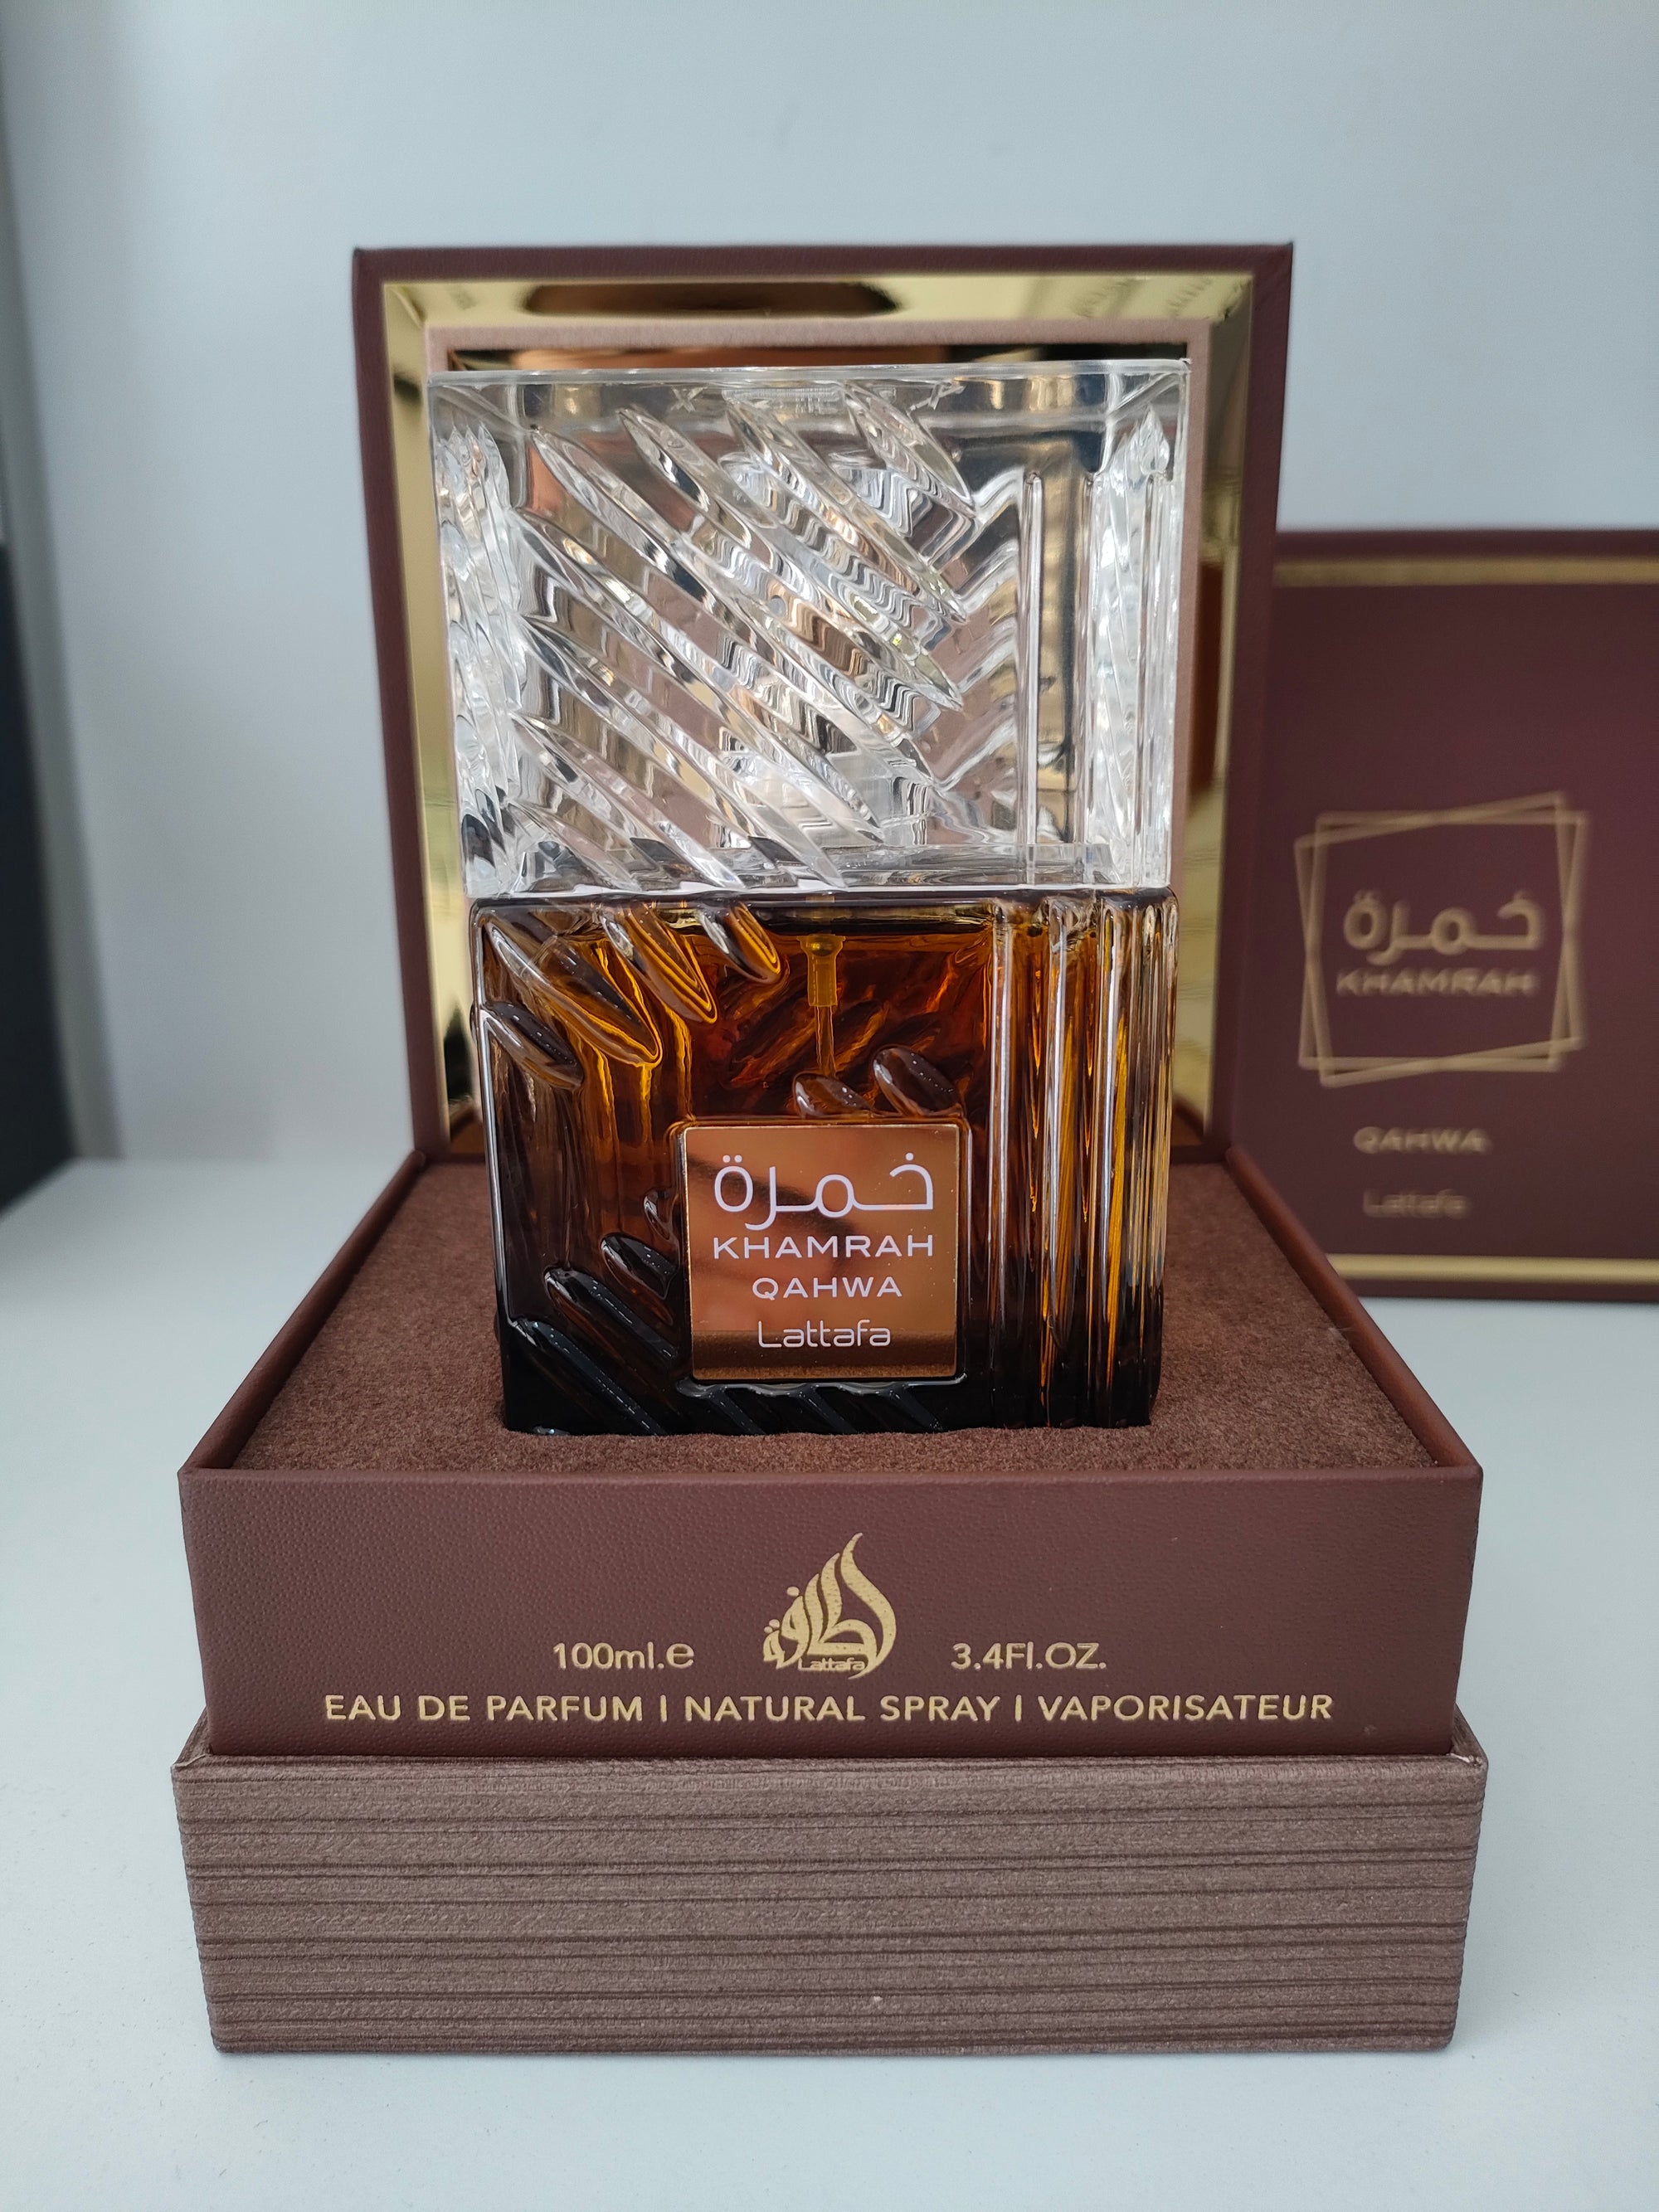 خمرة
KHAMRAH
QAHWA
Lattafa
خمرة
KHAMRAH
QAHWA
Lattafa
لطافة
Lattafa
100ml.e
3.4Fl.OZ.
EAU DE PARFUM | NATURAL SPRAY | VAPORISATEUR